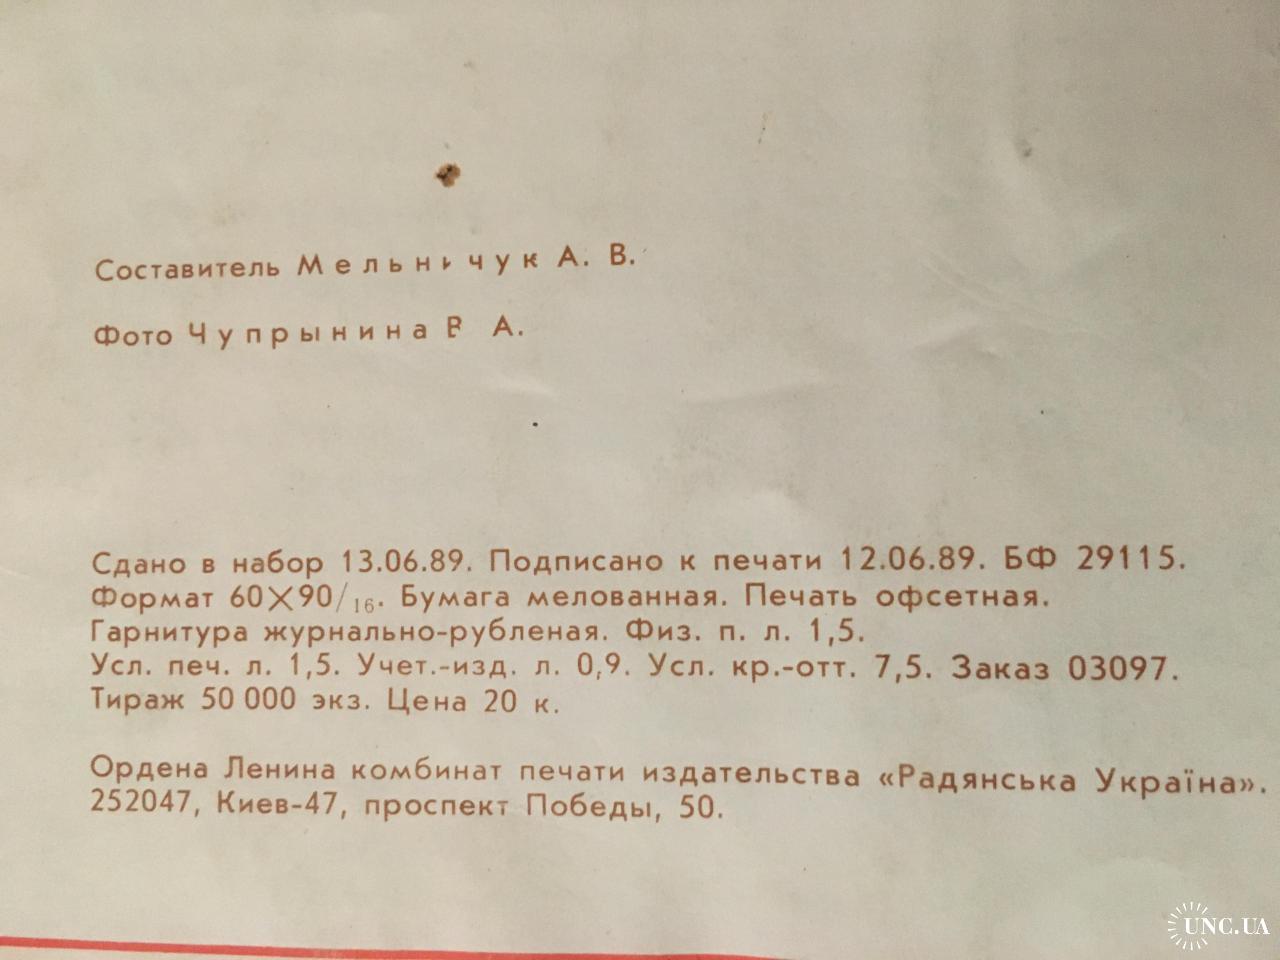 Составитель Мельничук А. В.
Фото Чупрынина В А.
Сдано в набор 13.06.89. Подписано к печати 12.06.89. БФ 29115.
Формат 60X90/16. Бумага мелованная. Печать офсетная.
Гарнитура журнально-рубленая. Физ. п. л. 1,5.
Усл. печ. л. 1,5. Учет.-изд. л. 0,9. Усл. кр.-отт. 7,5. Заказ 03097.
Тираж 50 000 экз. Цена 20 к.
Ордена Ленина комбинат печати издательства «Радянська Україна».
252047, Киев-47, проспект Победы, 50.
UNC.UA